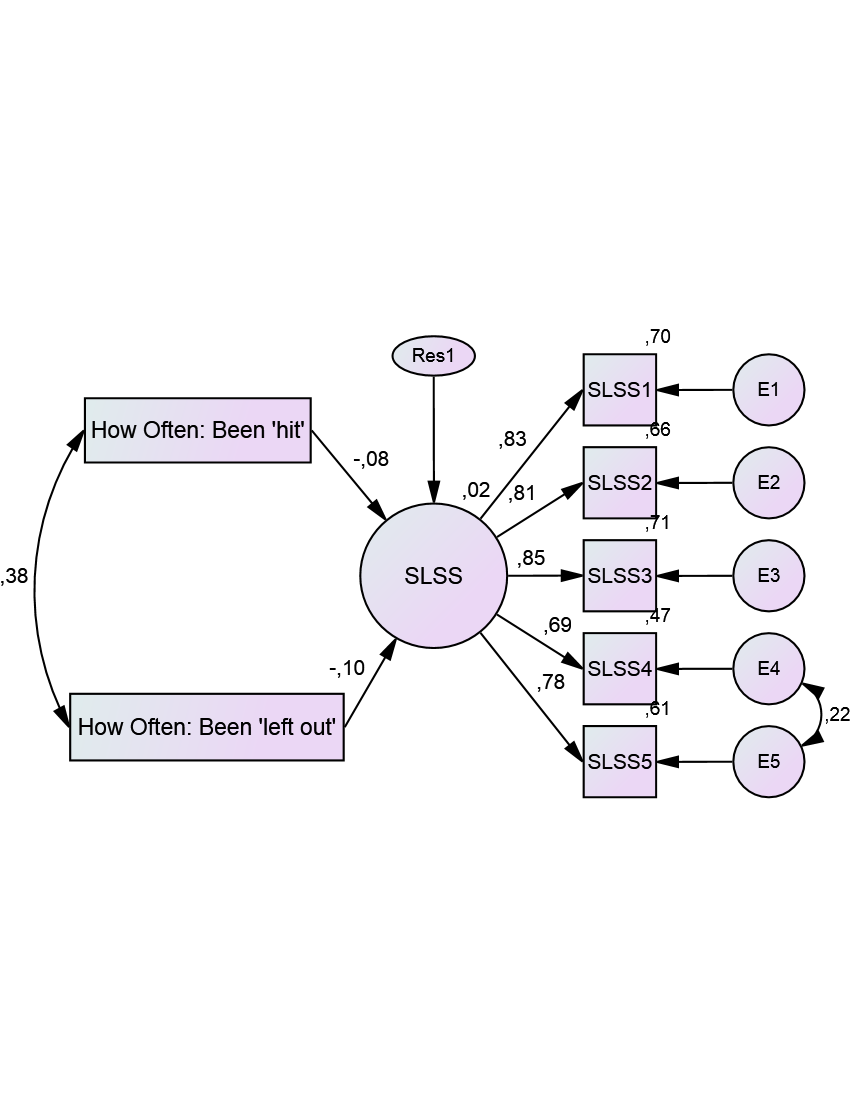 ,70
Res1
SLSS1
E1
How Often: Been 'hit'
,66
,83
-,08
,02
,81
SLSS2
E2
,71
,85
,38
SLSS
SLSS3
E3
,47
,69
-,10
SLSS4
E4
,78
,61
,22
How Often: Been 'left out'
SLSS5
E5